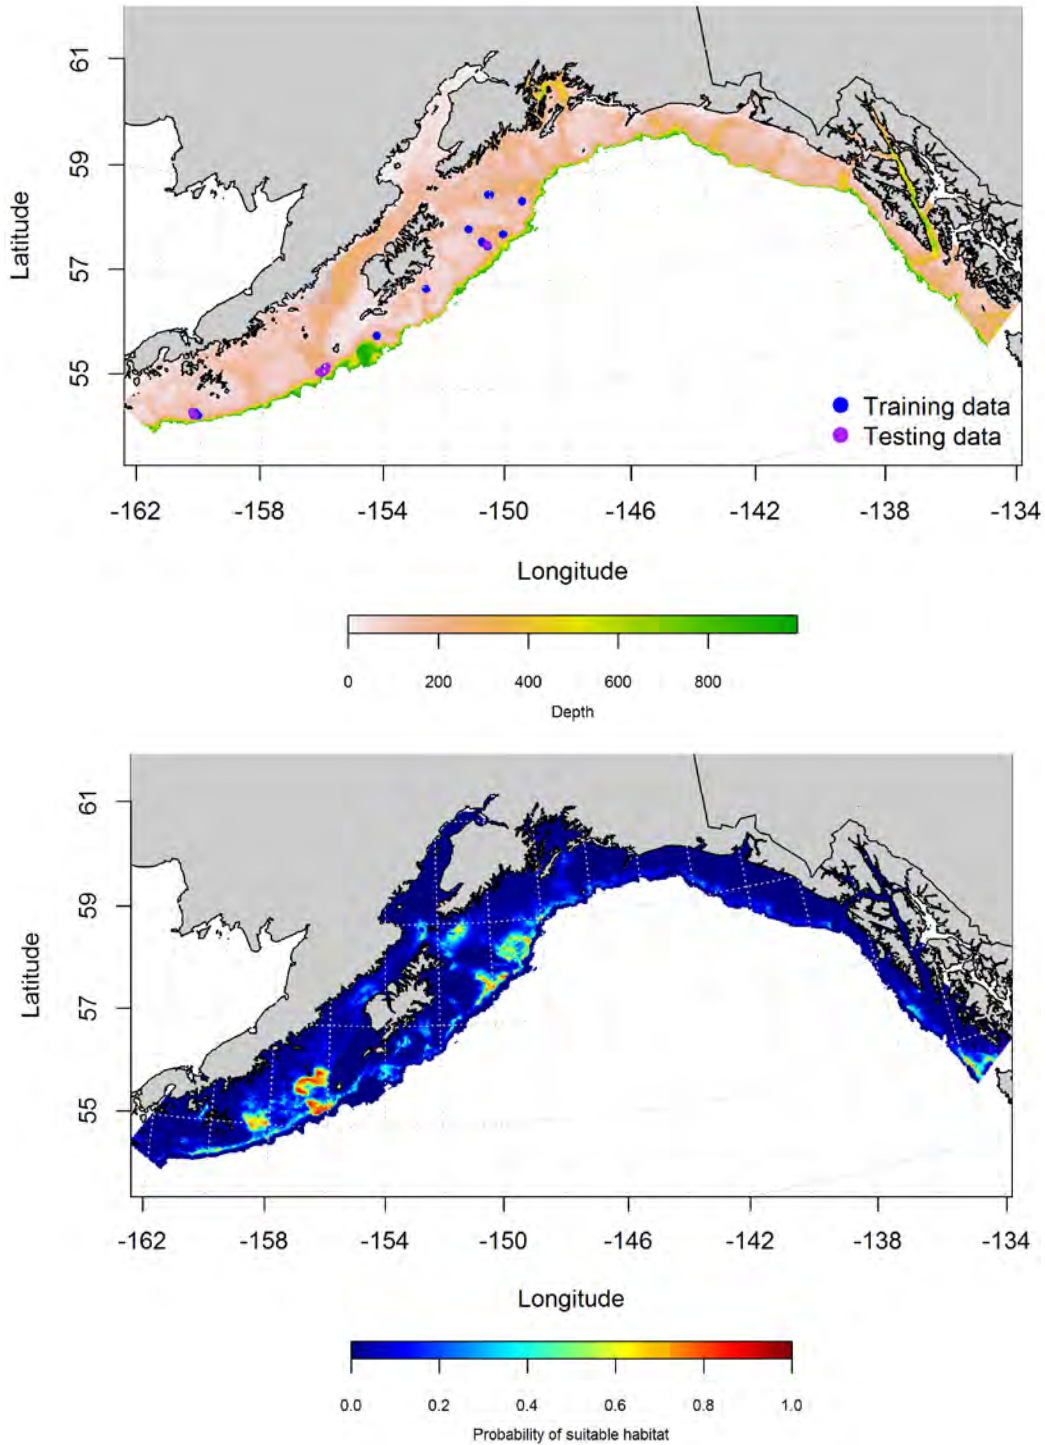 61
59
57
55
Latitude
Training data
Testing data
-162 -158 -154 -150 -146 -142 -138 -134
Longitude
0 200 400 600 800
Depth
61
59
57
55
Latitude
-162 -158 -154 -150 -146 -142 -138 -134
Longitude
0.0 0.2 0.4 0.6 0.8 1.0
Probability of suitable habitat